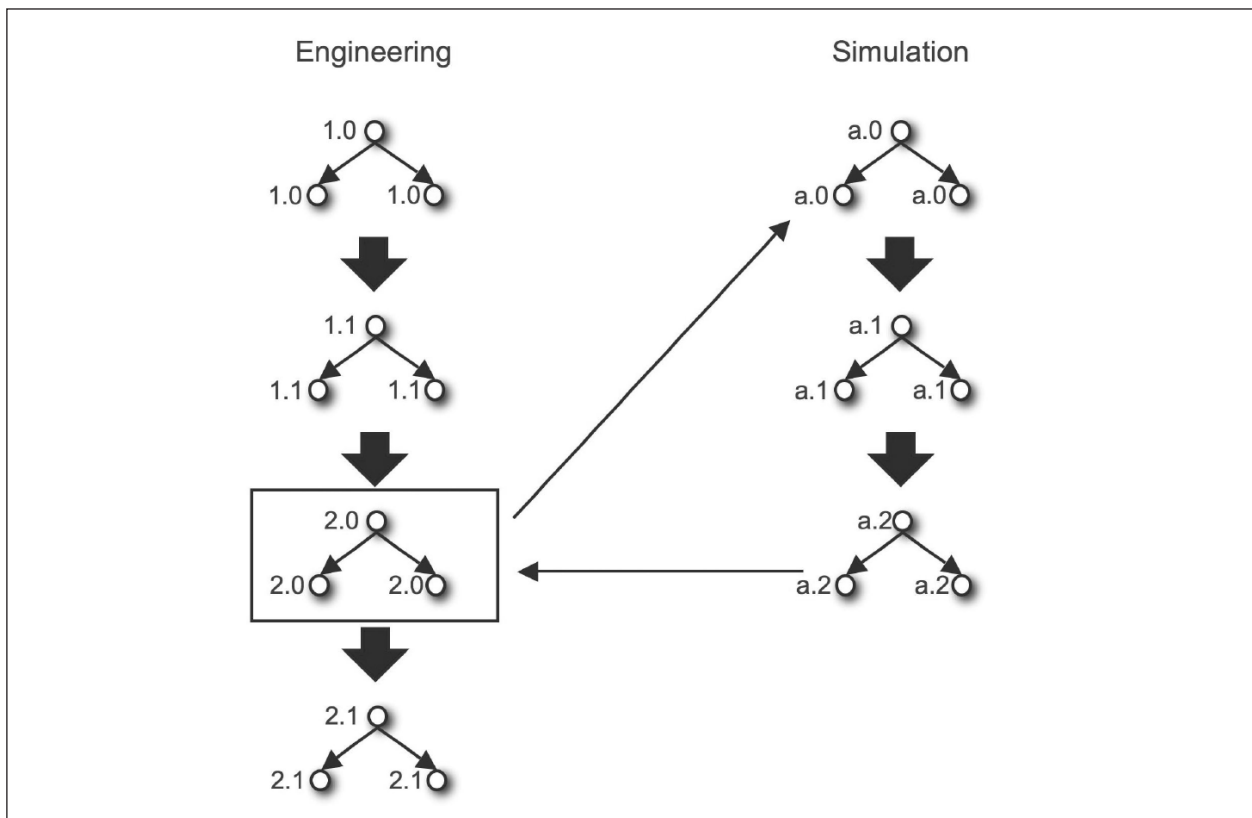 Engineering
1.0
1.0 1.0
1.1
1.1 1.1
2.0
2.0 2.0
2.1
2.1 2.1
Simulation
a.0
a.0 a.0
a.1
a.1 a.1
a.2
a.2 a.2